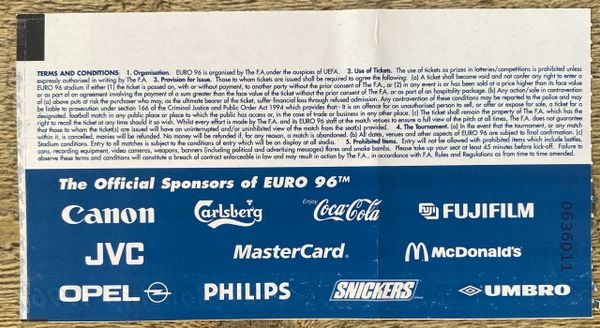 TERMS AND CONDITIONS: 1. Organisation. EURO 96 is organised by The F.A. under the auspices of UEFA. 2. Use of Tickets. The use of tickets as prizes in lotteries/competitions is prohibited unless
expressly authorised in writing by The F.A. 3. Provision for Issue. Those to whom tickets are issued shall be required to agree to the following: (a) A ticket shall become void and not confer any right to enter a
EURO 96 stadium if either (1) the ticket is passed on, with or without payment, to another party without the prior consent of The F.A., or (2) in any event it or has been sold at a price higher than its face value
or as part of an agreement involving the payment of a sum greater than the face value of the ticket without the prior consent of The F.A. or as part of an hospitality package. (b) Any action/sale in contravention
of (a) above puts at risk the purchaser who may, as the ultimate bearer of the ticket, suffer financial loss through refused admission. Any contravention of these conditions may be reported to the police and may
be liable to prosecution under section 166 of the Criminal Justice and Public Order Act 1994 which provides that:- It is an offence for an unauthorised person to sell, or offer or expose for sale, a ticket for a
designated football match in any public place or place to which the public has access or, in the case of trade or business in any other place. (c) The ticket shall remain the property of The F.A. which has the
right to recall the ticket at any time should it so wish. Whilst every effort is made by The F.A. and its EURO 96 staff at the match venues to ensure a full view of the pitch at all times, The F.A. does not guarantee
that those to whom the ticket(s) are issued will have an uninterrupted and/or uninhibited view of the match from the seat(s) provided. 4. The Tournament. (a) In the event that the tournament, or any match
within it, is cancelled, monies will be refunded. No money will be refunded if, for any reason, a match is abandoned. (b) All dates, venues and other aspects of EURO 96 are subject to final confirmation. (c)
Stadium conditions. Entry to all matches is subject to the conditions of entry which will be on display at all stadia. 5. Prohibited Items. Entry will not be allowed with prohibited items which include bottles,
cans, recording equipment, video cameras, weapons, banners (including political and advertising messages) flares and smoke bombs. Please take up your seat at least 45 minutes before kick-off. Failure to
observe these terms and conditions will constitute a breach of contract enforceable in law and may result in action by The F.A., in accordance with F.A. Rules and Regulations as from time to time amended.
The Official Sponsors of EURO 96™
Canon Carlsberg Enjoy Coca-Cola FUJI FUJIFILM
JVC MasterCard McDonald's
OPEL PHILIPS SNICKERS UMBRO
0636011